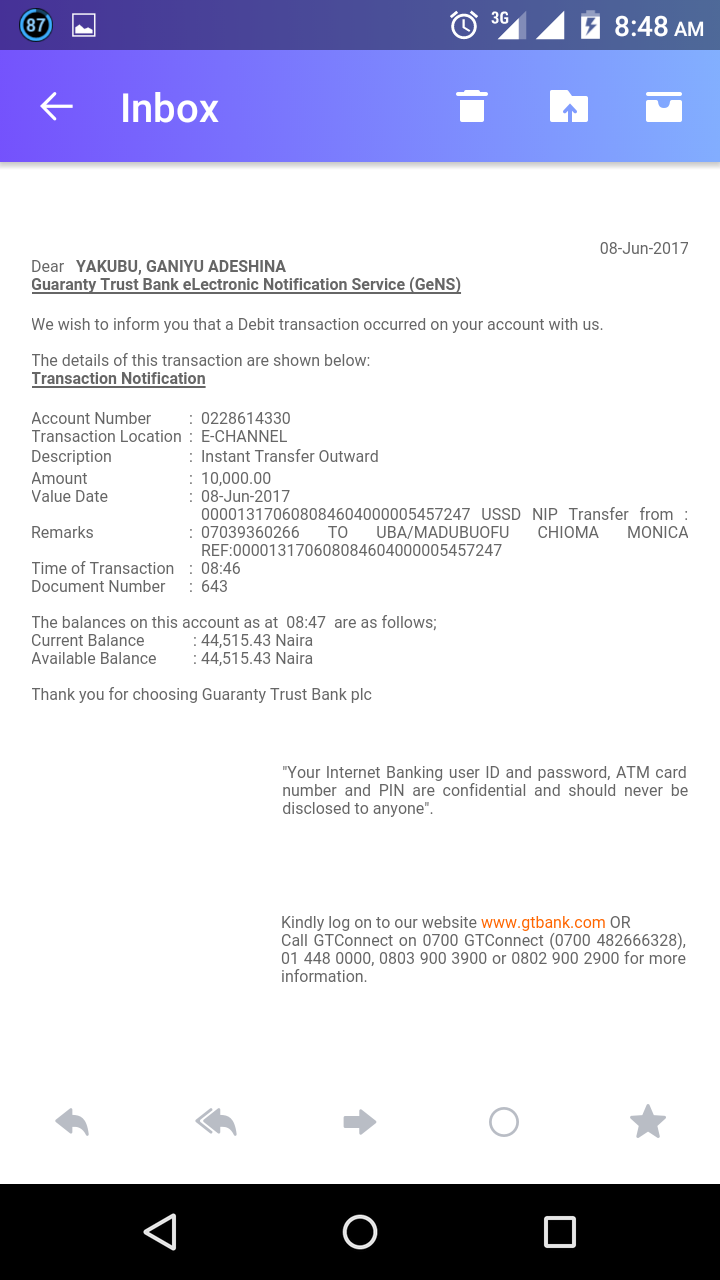 87
3G
8:48 AM
Inbox
08-Jun-2017
Dear YAKUBU, GANIYU ADESHINA
Guaranty Trust Bank eLectronic Notification Service (GeNS)
We wish to inform you that a Debit transaction occurred on your account with us.
The details of this transaction are shown below:
Transaction Notification
Account Number : 0228614330
Transaction Location : E-CHANNEL
Description : Instant Transfer Outward
Amount : 10,000.00
Value Date : 08-Jun-2017
000013170608084604000005457247 USSD NIP Transfer from :
Remarks : 07039360266 TO UBA/MADUBUOFU CHIOMA MONICA
REF:000013170608084604000005457247
Time of Transaction : 08:46
Document Number : 643
The balances on this account as at 08:47 are as follows;
Current Balance : 44,515.43 Naira
Available Balance : 44,515.43 Naira
Thank you for choosing Guaranty Trust Bank plc
"Your Internet Banking user ID and password, ATM card
number and PIN are confidential and should never be
disclosed to anyone".
Kindly log on to our website www.gtbank.com OR
Call GTConnect on 0700 GTConnect (0700 482666328),
01 448 0000, 0803 900 3900 or 0802 900 2900 for more
information.